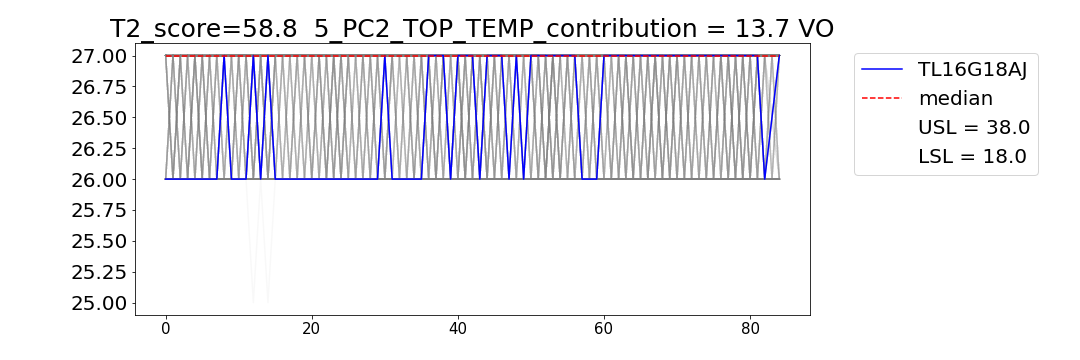 T2_score=58.8 5_PC2_TOP_TEMP_contribution = 13.7 VO
27.00
26.75
26.50
26.25
26.00
25.75
25.50
25.25
25.00
0 20 40 60 80
TL16G18AJ
median
USL = 38.0
LSL = 18.0